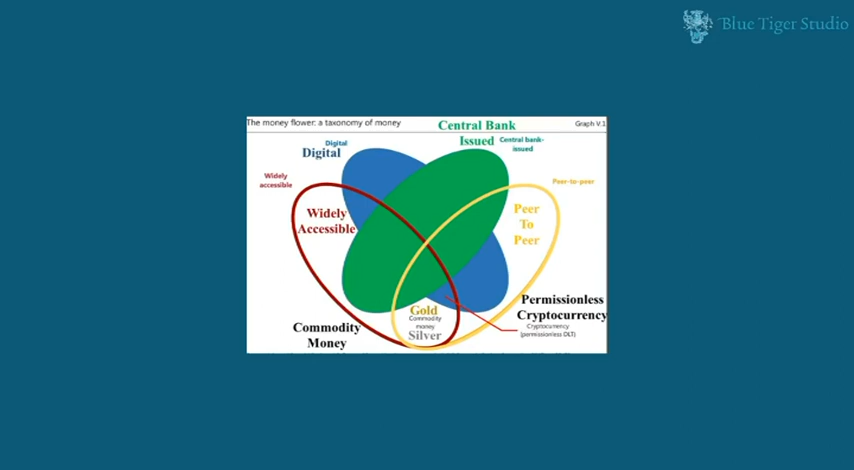 Blue Tiger Studio
The money flower: a taxonomy of money
Graph V.1
Central Bank
Issued
Central bank-
issued
Digital
Digital
Widely
accessible
Peer-to-peer
Widely
Accessible
Peer
To
Peer
Gold
Commodity
money
Silver
Permissionless
Cryptocurrency
Cryptocurrency
(permissionless DLT)
Commodity
Money